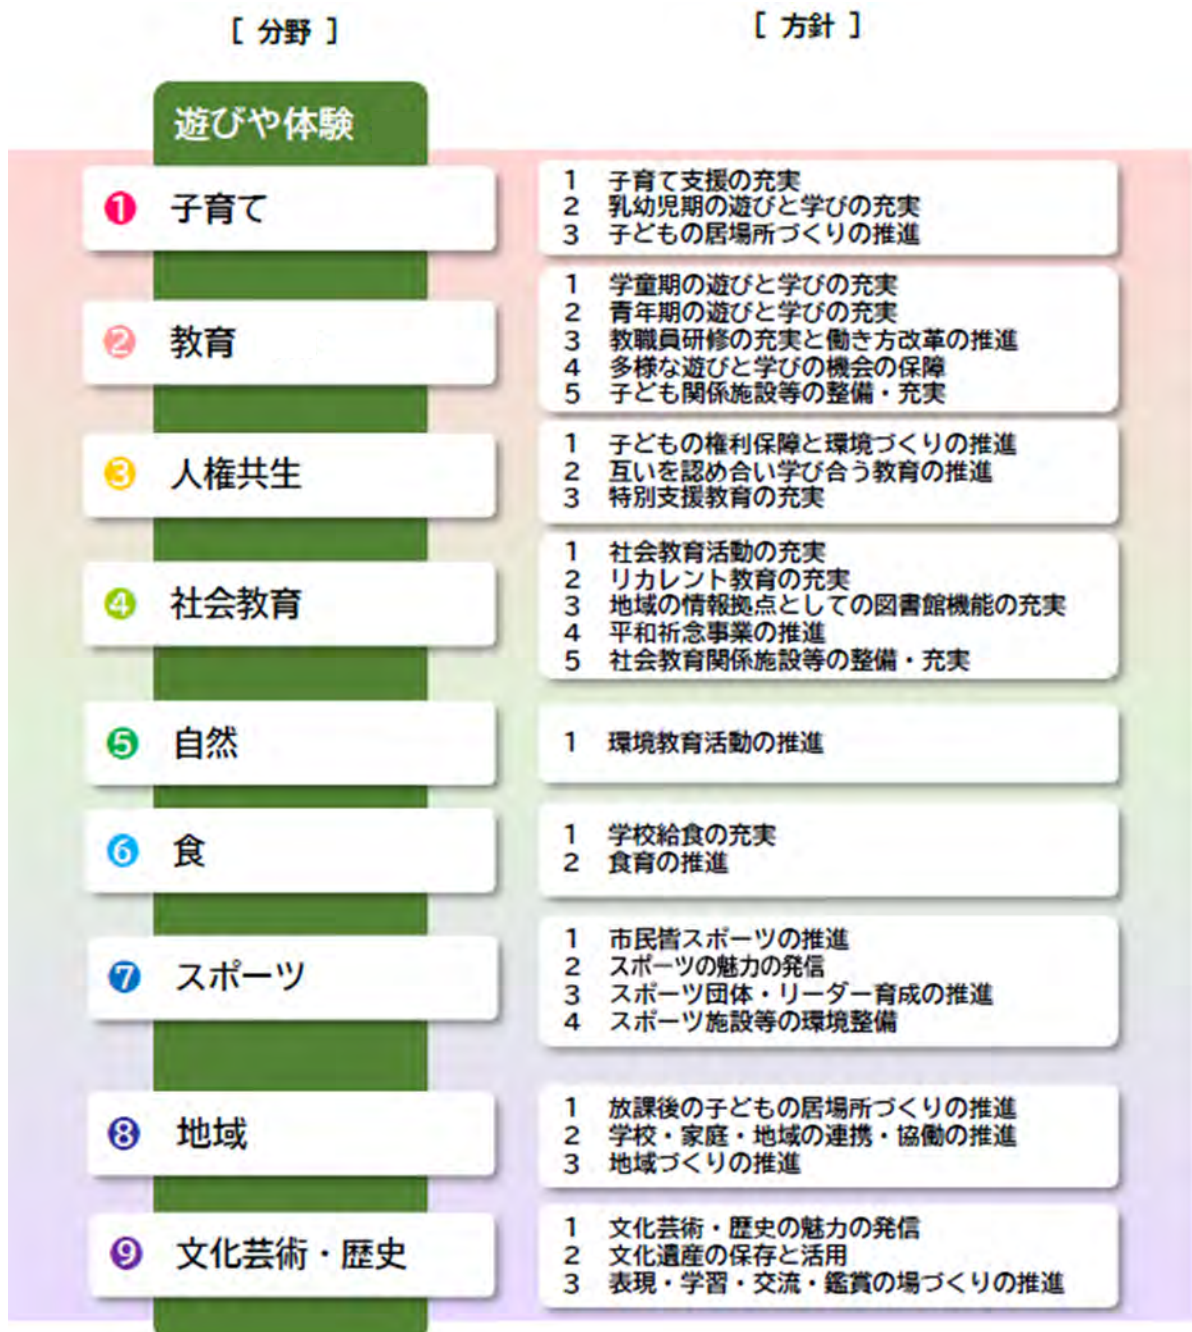 [ 分野 ]
[ 方針 ]
遊びや体験
❶ 子育て
1 子育て支援の充実
2 乳幼児期の遊びと学びの充実
3 子どもの居場所づくりの推進
❷ 教育
1 学童期の遊びと学びの充実
2 青年期の遊びと学びの充実
3 教職員研修の充実と働き方改革の推進
4 多様な遊びと学びの機会の保障
5 子ども関係施設等の整備・充実
❸ 人権共生
1 子どもの権利保障と環境づくりの推進
2 互いを認め合い学び合う教育の推進
3 特別支援教育の充実
❹ 社会教育
1 社会教育活動の充実
2 リカレント教育の充実
3 地域の情報拠点としての図書館機能の充実
4 平和祈念事業の推進
5 社会教育関係施設等の整備・充実
❺ 自然
1 環境教育活動の推進
❻ 食
1 学校給食の充実
2 食育の推進
❼ スポーツ
1 市民皆スポーツの推進
2 スポーツの魅力の発信
3 スポーツ団体・リーダー育成の推進
4 スポーツ施設等の環境整備
❽ 地域
1 放課後の子どもの居場所づくりの推進
2 学校・家庭・地域の連携・協働の推進
3 地域づくりの推進
❾ 文化芸術・歴史
1 文化芸術・歴史の魅力の発信
2 文化遺産の保存と活用
3 表現・学習・交流・鑑賞の場づくりの推進